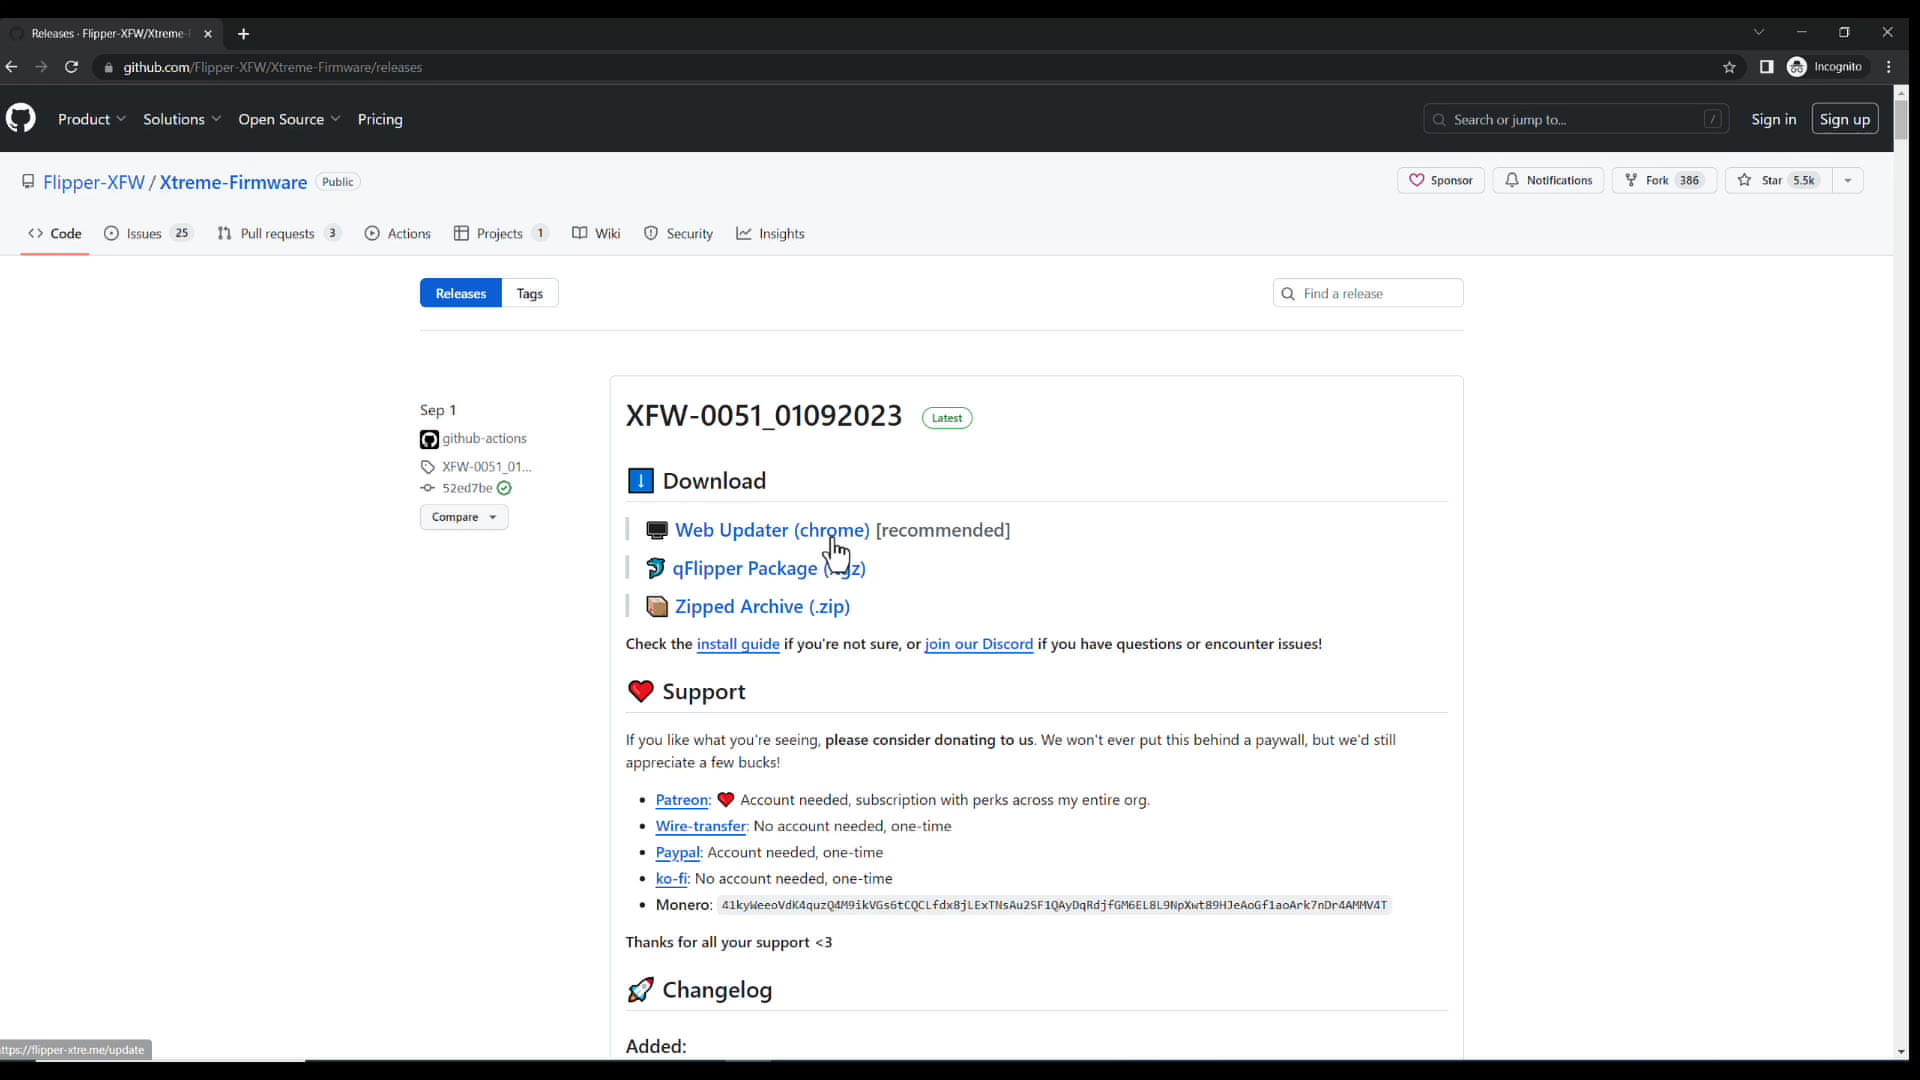 Releases · Flipper-XFW/Xtreme-
github.com/Flipper-XFW/Xtreme-Firmware/releases
Incognito
Product
Solutions
Open Source
Pricing
Search or jump to...
/
Sign in
Sign up
Flipper-XFW / Xtreme-Firmware
Public
Sponsor
Notifications
Fork 386
Star 5.5k
<> Code
Issues 25
Pull requests 3
Actions
Projects 1
Wiki
Security
Insights
Releases
Tags
Find a release
Sep 1
github-actions
XFW-0051_01...
52ed7be
Compare
XFW-0051_01092023
Latest
Download
Web Updater (chrome) [recommended]
qFlipper Package
Zipped Archive (.zip)
Check the install guide if you're not sure, or join our Discord if you have questions or encounter issues!
Support
If you like what you're seeing, please consider donating to us. We won't ever put this behind a paywall, but we'd still
appreciate a few bucks!
• Patreon: ❤ Account needed, subscription with perks across my entire org.
• Wire-transfer: No account needed, one-time
• Paypal: Account needed, one-time
• ko-fi: No account needed, one-time
• Monero: 41kyWeeoVdK4quzQ4M9ikVGs6tCQCLfdx8jLExTNsAu2SF1QAyDqRdjfGM6EL8L9NpXwt89HJeAoGf1aoArk7nDr4AMMV4T
Thanks for all your support <3
Changelog
Added:
ttps://flipper-xtre.me/update